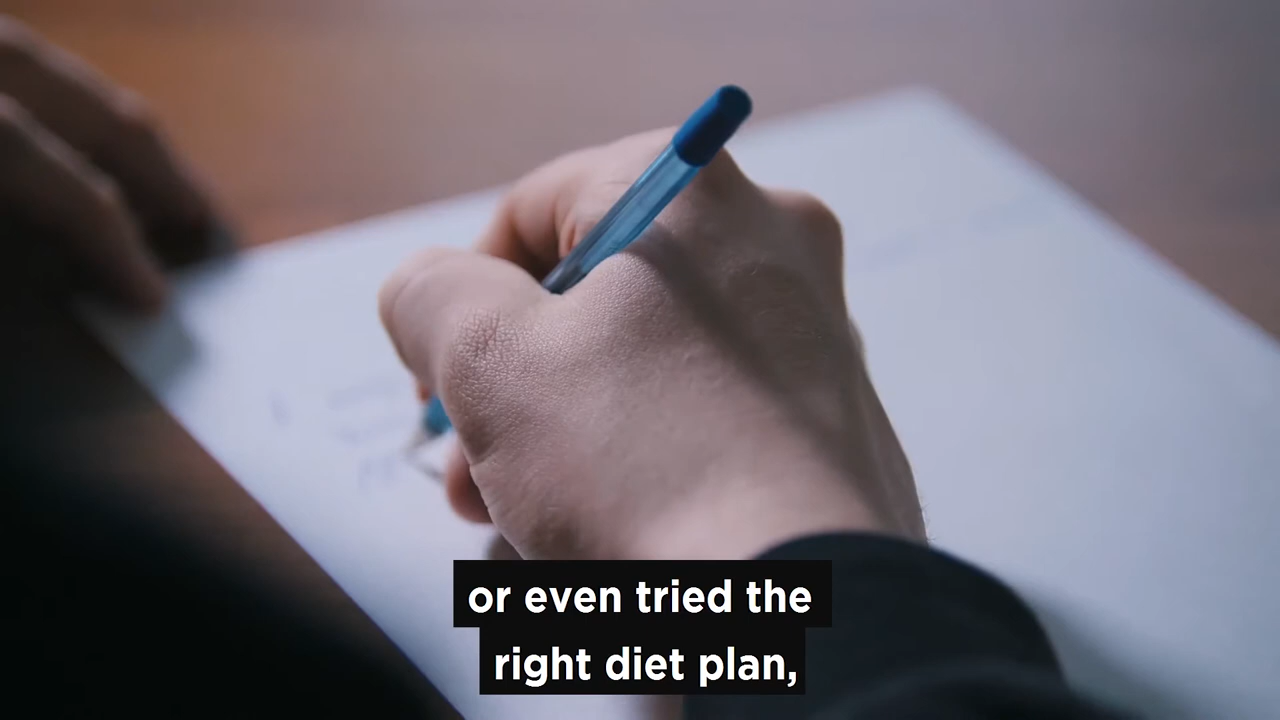 or even tried the
right diet plan,